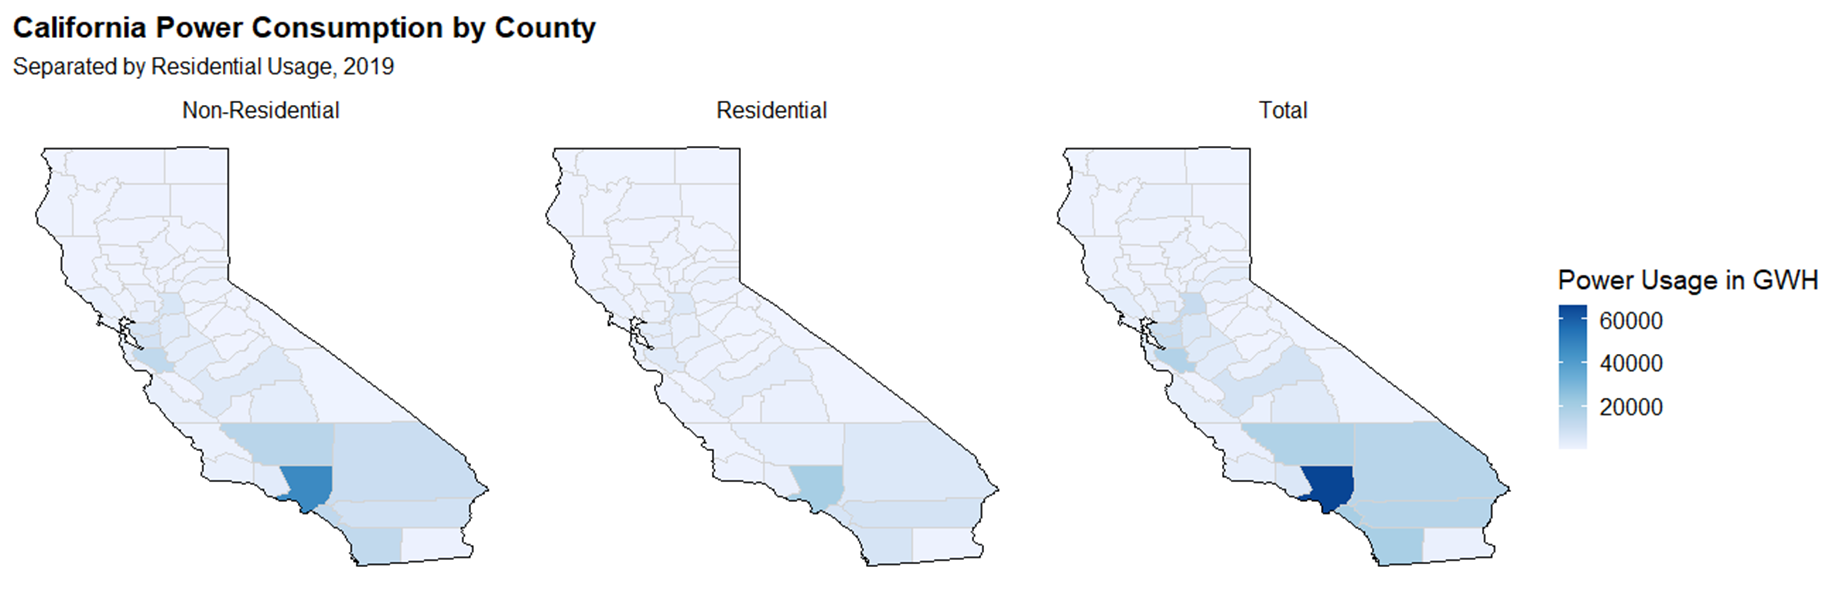 California Power Consumption by County
Separated by Residential Usage, 2019
Non-Residential
Residential
Total
Power Usage in GWH
60000
40000
20000